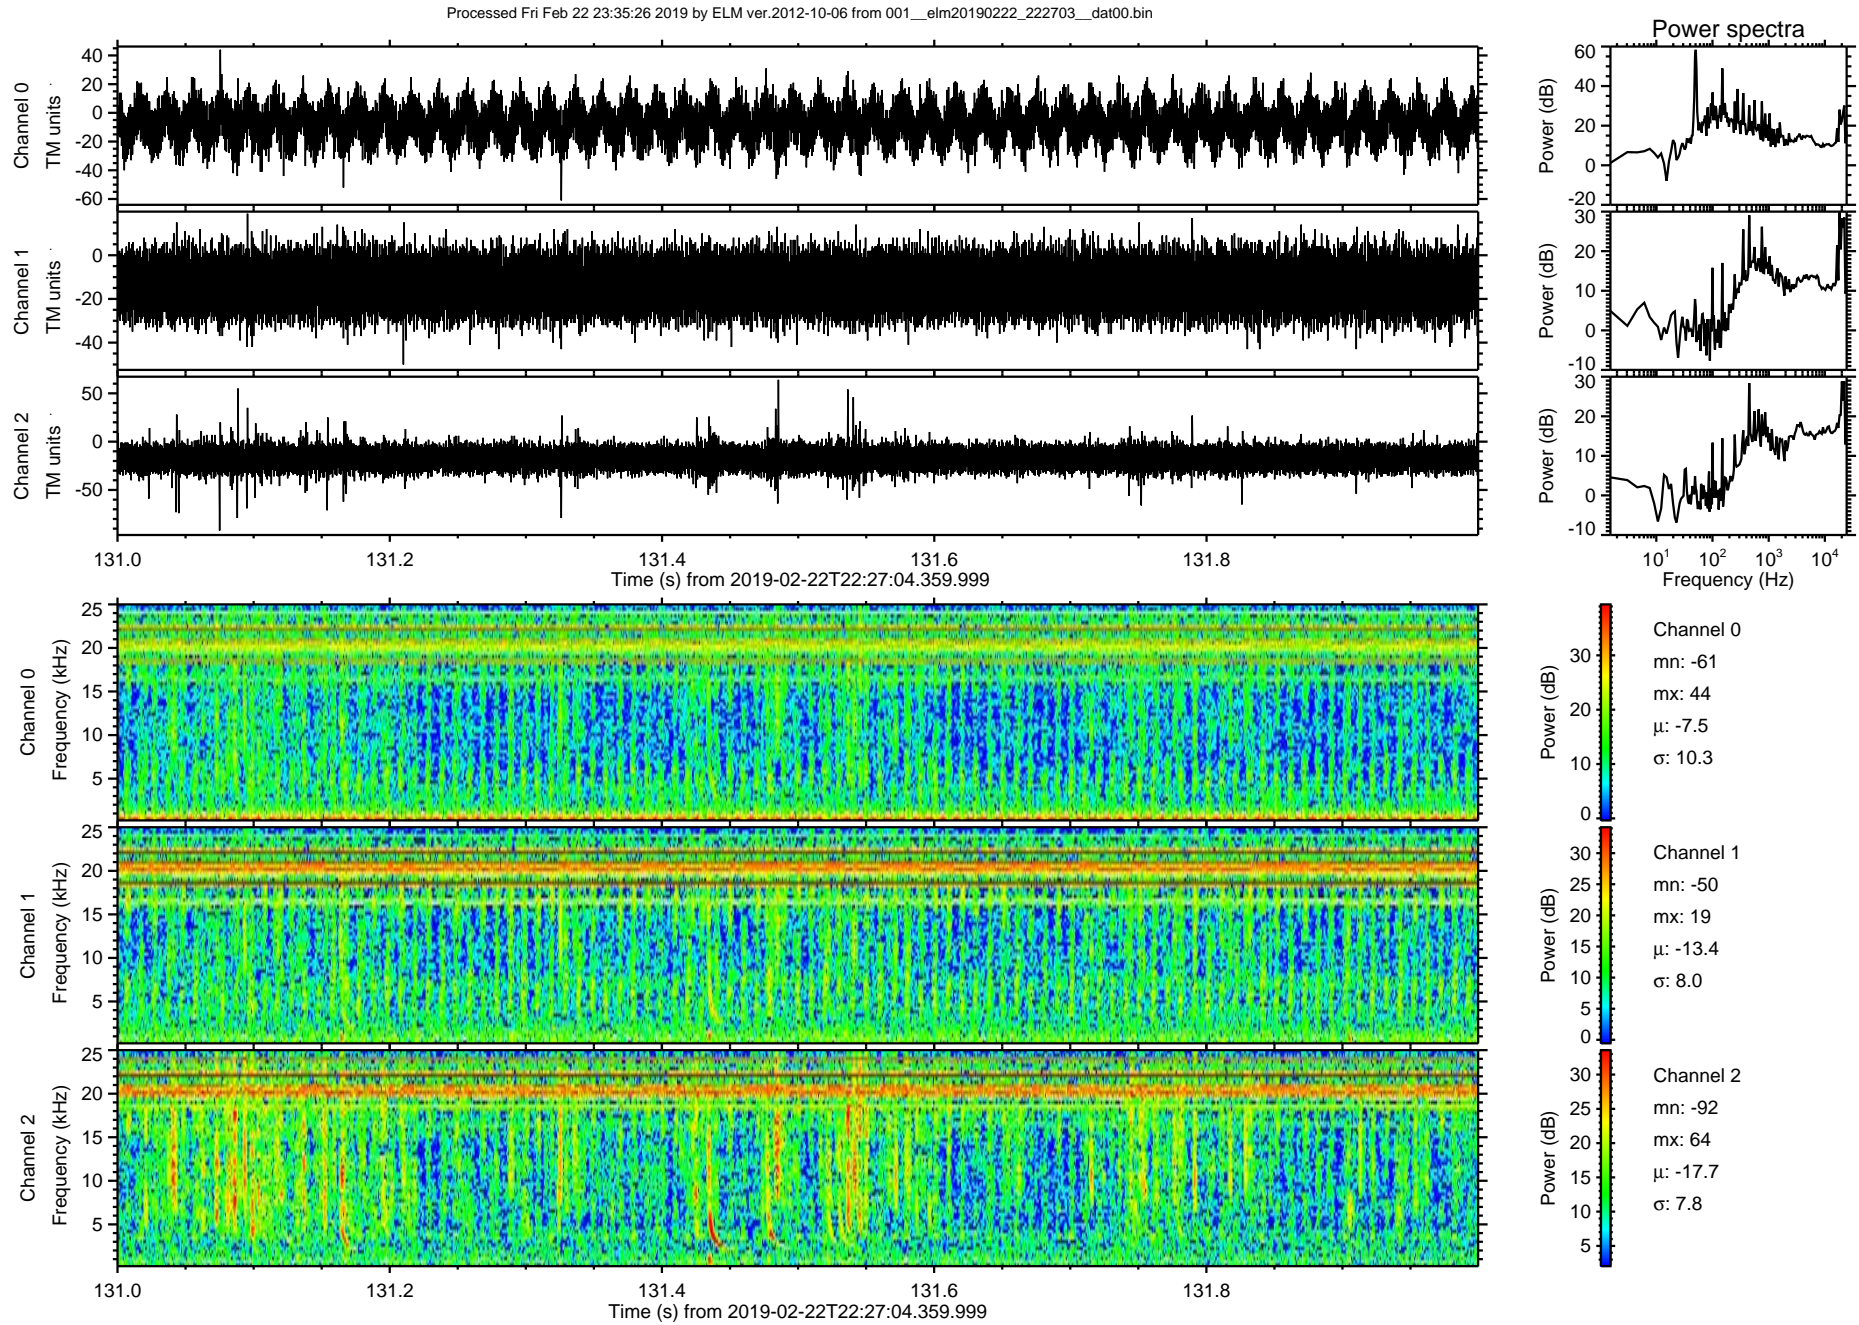 Processed Fri Feb 22 23:35:26 2019 by ELM ver.2012-10-06 from 001__elm20190222_222703__dat00.bin
Power spectra
Channel 0
TM units
40
20
0
-20
-40
-60
Power (dB)
60
40
20
0
-20
Channel 1
TM units
0
-20
-40
Power (dB)
30
20
10
0
-10
Channel 2
TM units
50
0
-50
Power (dB)
30
20
10
0
-10
131.0 131.2 131.4 131.6 131.8
Time (s) from 2019-02-22T22:27:04.359.999
10^1 10^2 10^3 10^4
Frequency (Hz)
Channel 0
Frequency (kHz)
25
20
15
10
5
Power (dB)
30
20
10
0
Channel 0
mn: -61
mx: 44
μ: -7.5
σ: 10.3
Channel 1
Frequency (kHz)
25
20
15
10
5
Power (dB)
30
25
20
15
10
5
0
Channel 1
mn: -50
mx: 19
μ: -13.4
σ: 8.0
Channel 2
Frequency (kHz)
25
20
15
10
5
Power (dB)
30
25
20
15
10
5
Channel 2
mn: -92
mx: 64
μ: -17.7
σ: 7.8
131.0 131.2 131.4 131.6 131.8
Time (s) from 2019-02-22T22:27:04.359.999